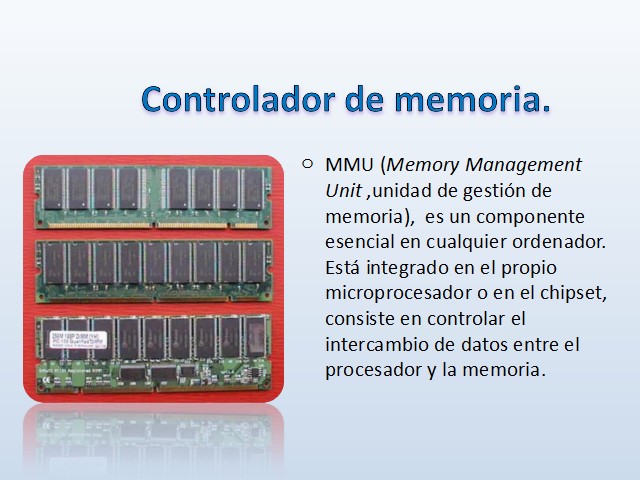 Controlador de memoria.
MMU (Memory Management
Unit ,unidad de gestión de
memoria),  es un componente
esencial en cualquier ordenador.
Está integrado en el propio
microprocesador o en el chipset,
consiste en controlar el
intercambio de datos entre el
procesador y la memoria.